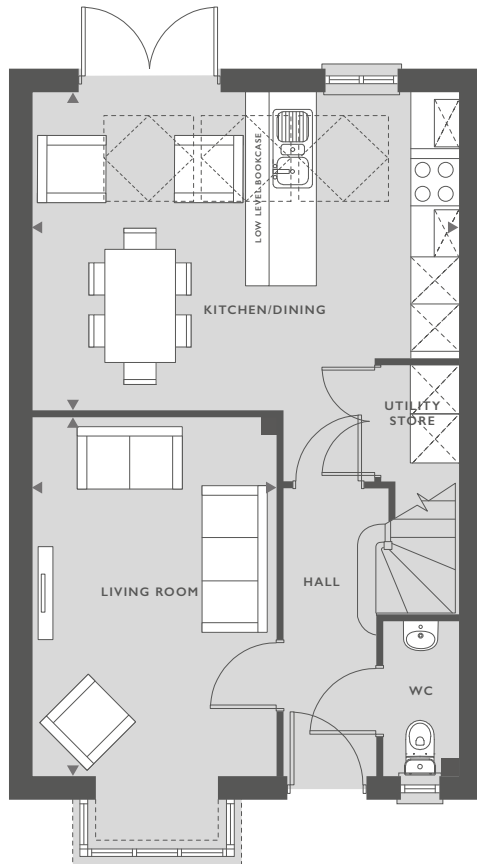 LOW LEVEL BOOKCASE
KITCHEN/DINING
UTILITY
STORE
HALL
LIVING ROOM
WC